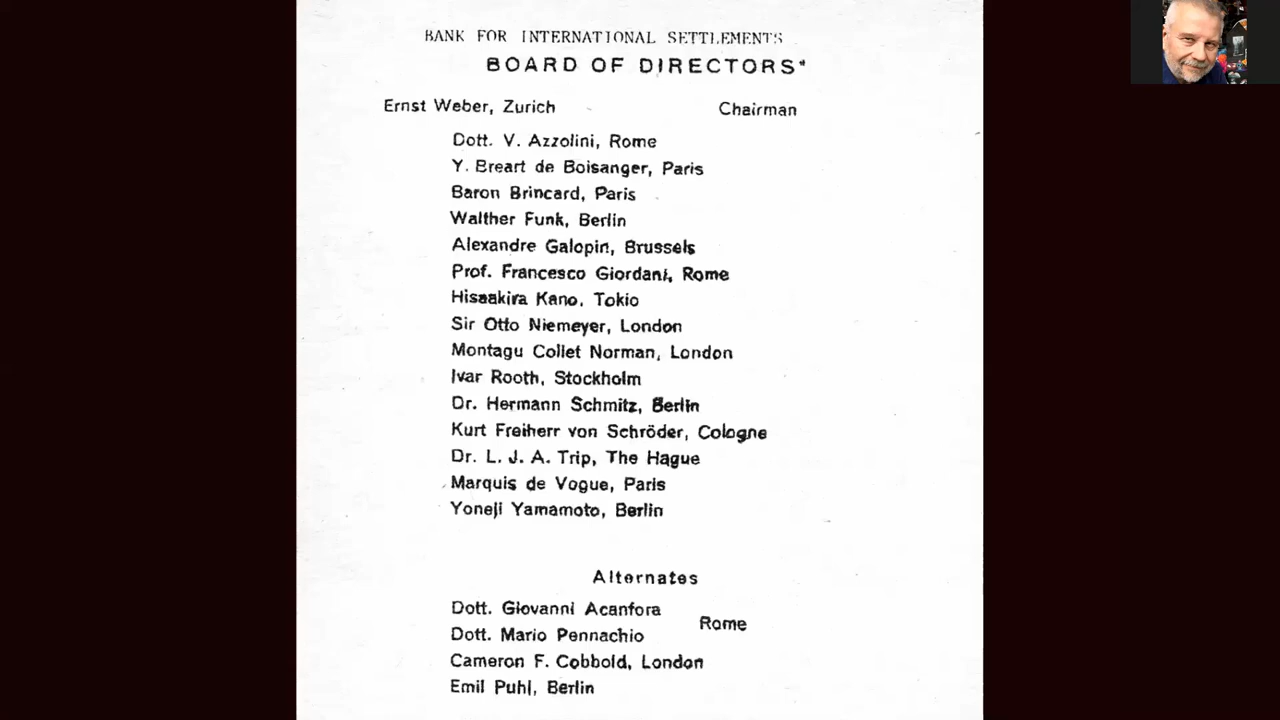 BANK FOR INTERNATIONAL SETTLEMENTS
BOARD OF DIRECTORS*
Ernst Weber, Zurich Chairman
Dott. V. Azzolini, Rome
Y. Breart de Boisanger, Paris
Baron Brincard, Paris
Walther Funk, Berlin
Alexandre Galopin, Brussels
Prof. Francesco Giordani, Rome
Hisaakira Kano, Tokio
Sir Otto Niemeyer, London
Montagu Collet Norman, London
Ivar Rooth, Stockholm
Dr. Hermann Schmitz, Berlin
Kurt Freiherr von Schröder, Cologne
Dr. L. J. A. Trip, The Hague
Marquis de Vogue, Paris
Yoneji Yamamoto, Berlin
Alternates
Dott. Giovanni Acanfora
Rome
Dott. Mario Pennachio
Cameron F. Cobbold, London
Emil Puhl, Berlin